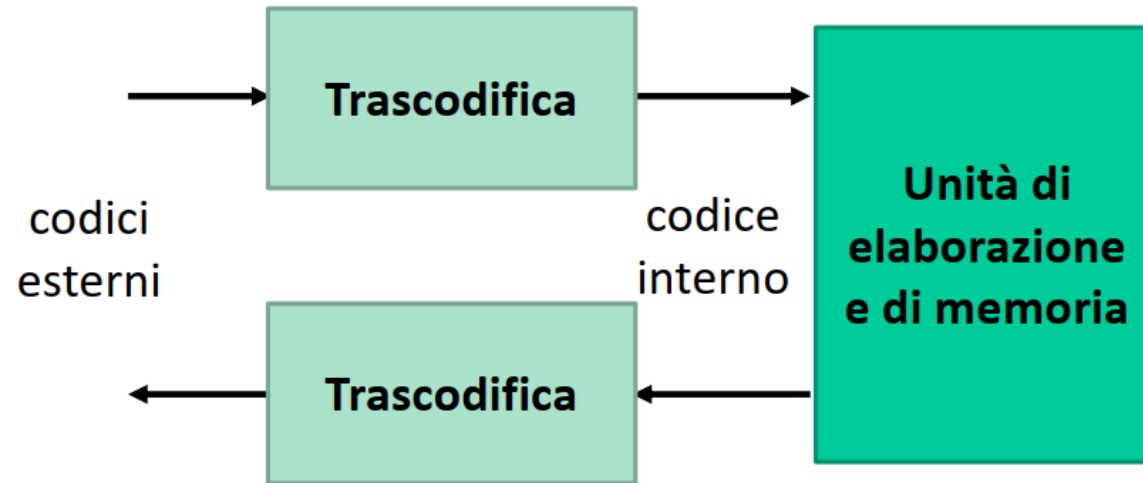 Trascodifica
codici
esterni
codice
interno
Unità di
elaborazione
e di memoria
Trascodifica